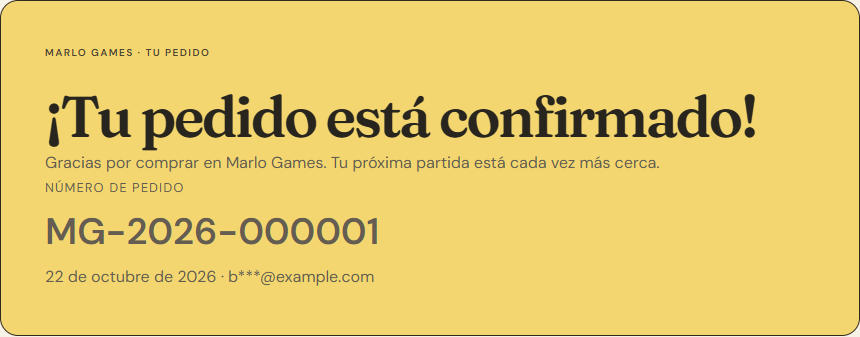 MARLO GAMES · TU PEDIDO
¡Tu pedido está confirmado!
Gracias por comprar en Marlo Games. Tu próxima partida está cada vez más cerca.
NÚMERO DE PEDIDO
MG-2026-000001
22 de octubre de 2026 · b***@example.com